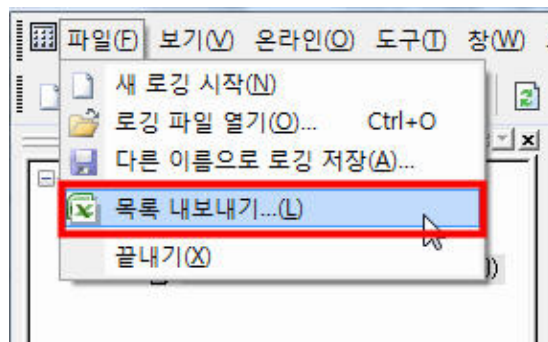 파일(F) 보기(V) 온라인(O) 도구(T) 창(W)
새 로깅 시작(N)
로깅 파일 열기(O)... Ctrl+O
다른 이름으로 로깅 저장(A)...
목록 내보내기...(L)
끝내기(X)